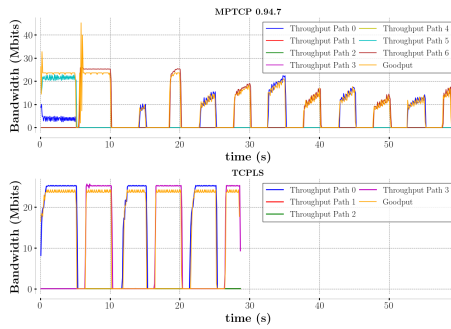 MPTCP 0.94.7
Bandwidth (Mbits)
40
30
20
10
0
Throughput Path 0
Throughput Path 1
Throughput Path 2
Throughput Path 3
Throughput Path 4
Throughput Path 5
Throughput Path 6
Goodput
0 10 20 30 40 50
time (s)
TCPLS
Bandwidth (Mbits)
20
10
0
Throughput Path 0
Throughput Path 1
Throughput Path 2
Throughput Path 3
Goodput
0 10 20 30 40 50
time (s)